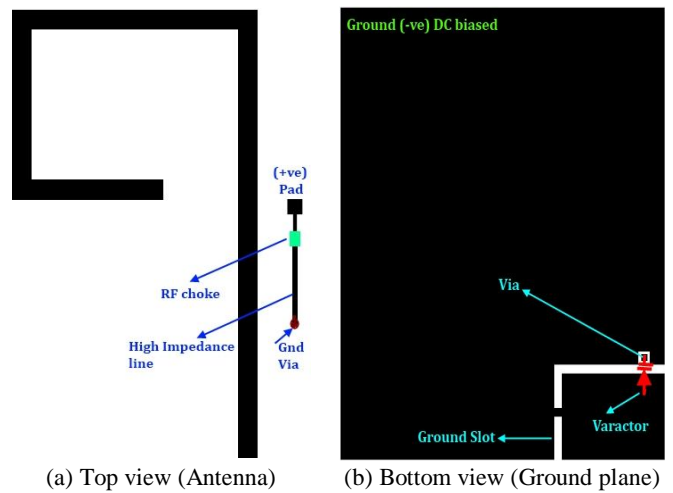 (+ve)
Pad
RF choke
High Impedance
line
Gnd
Via
(a) Top view (Antenna)
Ground (-ve) DC biased
Via
Varactor
Ground Slot
(b) Bottom view (Ground plane)